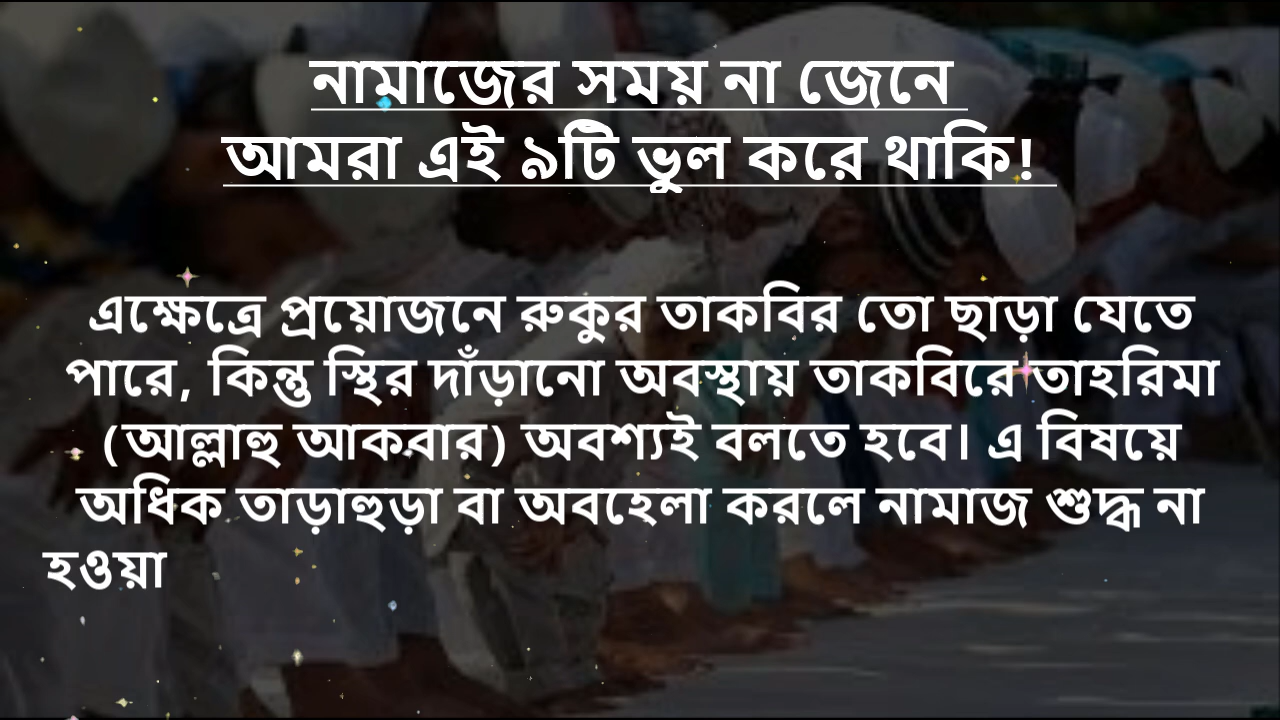 নামাজের সময় না জেনে
আমরা এই ৯টি ভুল করে থাকি!
এক্ষেত্রে প্রয়োজনে রুকুর তাকবির তো ছাড়া যেতে
পারে, কিন্তু স্থির দাঁড়ানো অবস্থায় তাকবিরে তাহরিমা
(আল্লাহু আকবার) অবশ্যই বলতে হবে। এ বিষয়ে
অধিক তাড়াহুড়া বা অবহেলা করলে নামাজ শুদ্ধ না
হওয়া